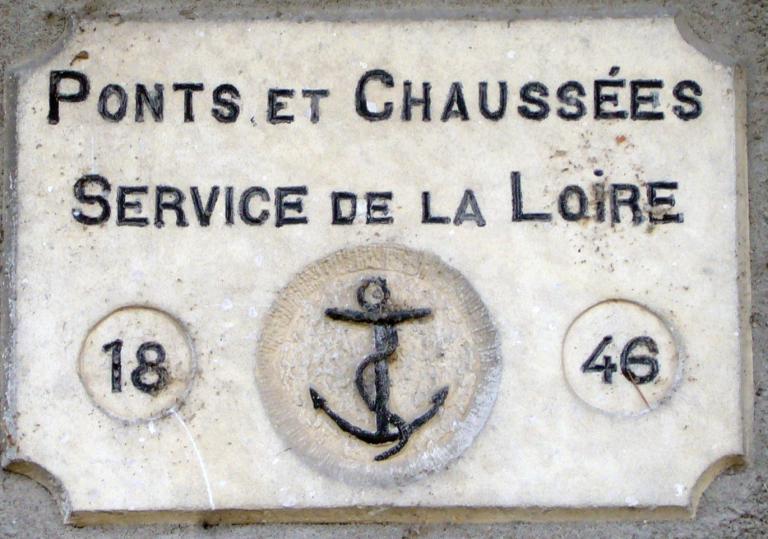 PONTS ET CHAUSSÉES
SERVICE DE LA LOIRE
18 46